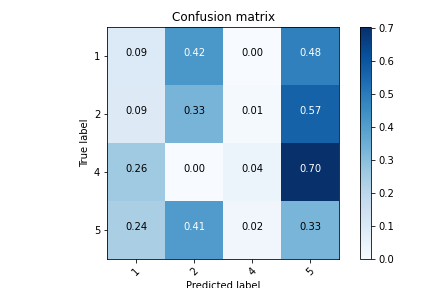 Confusion matrix
0.7
1 0.09 0.42 0.00 0.48
0.6
0.5
2 0.09 0.33 0.01 0.57
0.4
True label
0.3
4 0.26 0.00 0.04 0.70
0.2
5 0.24 0.41 0.02 0.33
0.1
0.0
1 2 4 5
Predicted label